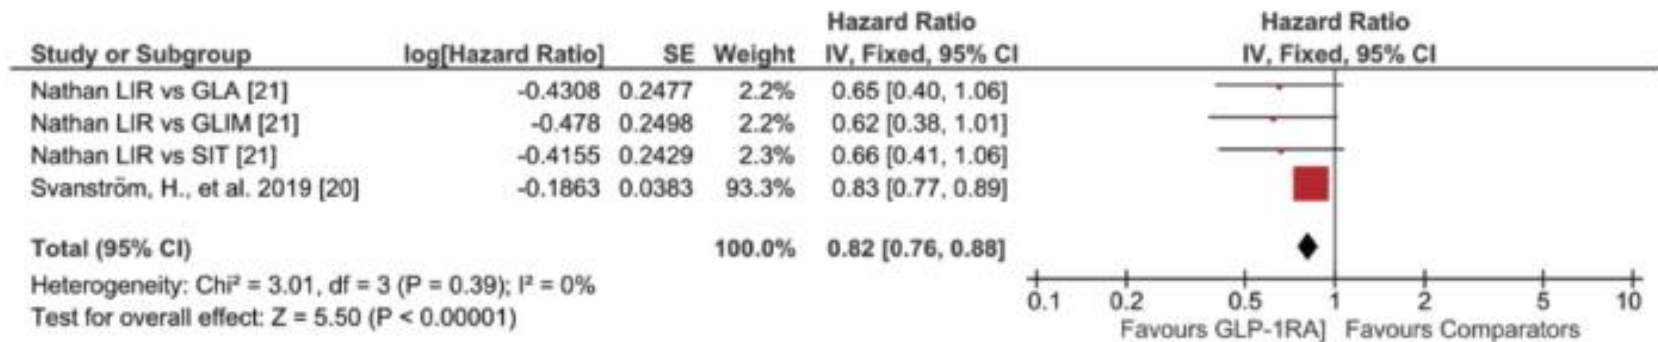 Hazard Ratio Hazard Ratio
Study or Subgroup log[Hazard Ratio] SE Weight IV, Fixed, 95% CI IV, Fixed, 95% CI
Nathan LIR vs GLA [21] -0.4308 0.2477 2.2% 0.65 [0.40, 1.06]
Nathan LIR vs GLIM [21] -0.478 0.2498 2.2% 0.62 [0.38, 1.01]
Nathan LIR vs SIT [21] -0.4155 0.2429 2.3% 0.66 [0.41, 1.06]
Svanström, H., et al. 2019 [20] -0.1863 0.0383 93.3% 0.83 [0.77, 0.89]
Total (95% CI) 100.0% 0.82 [0.76, 0.88]
Heterogeneity: Chi² = 3.01, df = 3 (P = 0.39); I² = 0%
Test for overall effect: Z = 5.50 (P < 0.00001)
0.1 0.2 0.5 1 2 5 10
Favours GLP-1RA] Favours Comparators